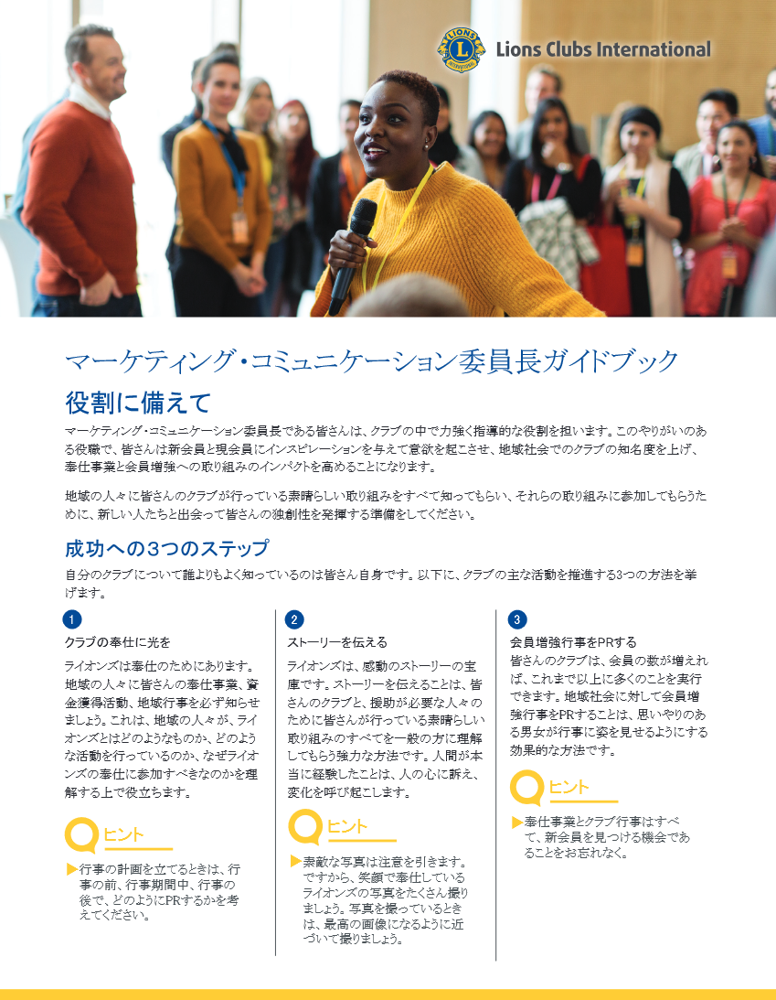 LIONS
L
INTERNATIONAL
Lions Clubs International
マーケティング・コミュニケーション委員長ガイドブック
役割に備えて
マーケティング・コミュニケーション委員長である皆さんは、クラブの中で力強く指導的な役割を担います。このやりがいのあ
る役職で、皆さんは新会員と現会員にインスピレーションを与えて意欲を起こさせ、地域社会でのクラブの知名度を上げ、
奉仕事業と会員増強への取り組みのインパクトを高めることになります。
地域の人々に皆さんのクラブが行っている素晴らしい取り組みをすべて知ってもらい、それらの取り組みに参加してもらうた
めに、新しい人たちと出会って皆さんの独創性を発揮する準備をしてください。
成功への３つのステップ
自分のクラブについて誰よりもよく知っているのは皆さん自身です。以下に、クラブの主な活動を推進する3つの方法を挙
げます。
1
クラブの奉仕に光を
ライオンズは奉仕のためにあります。
地域の人々に皆さんの奉仕事業、資
金獲得活動、地域行事を必ず知らせ
ましょう。これは、地域の人々が、ライ
オンズとはどのようなものか、どのよう
な活動を行っているのか、なぜライオ
ンズの奉仕に参加すべきなのかを理
解する上で役立ちます。
ヒント
行事の計画を立てるときは、行
事の前、行事期間中、行事の
後で、どのようにPRするかを考
えてください。
2
ストーリーを伝える
ライオンズは、感動のストーリーの宝
庫です。ストーリーを伝えることは、皆
さんのクラブと、援助が必要な人々の
ために皆さんが行っている素晴らしい
取り組みのすべてを一般の方に理解
してもらう強力な方法です。人間が本
当に経験したことは、人の心に訴え、
変化を呼び起こします。
ヒント
素敵な写真は注意を引きます。
ですから、笑顔で奉仕している
ライオンズの写真をたくさん撮り
ましょう。写真を撮っているとき
は、最高の画像になるように近
づいて撮りましょう。
3
会員増強行事をPRする
皆さんのクラブは、会員の数が増えれ
ば、これまで以上に多くのことを実行
できます。地域社会に対して会員増
強行事をPRすることは、思いやりのあ
る男女が行事に姿を見せるようにする
効果的な方法です。
ヒント
奉仕事業とクラブ行事はすべ
て、新会員を見つける機会であ
ることをお忘れなく。